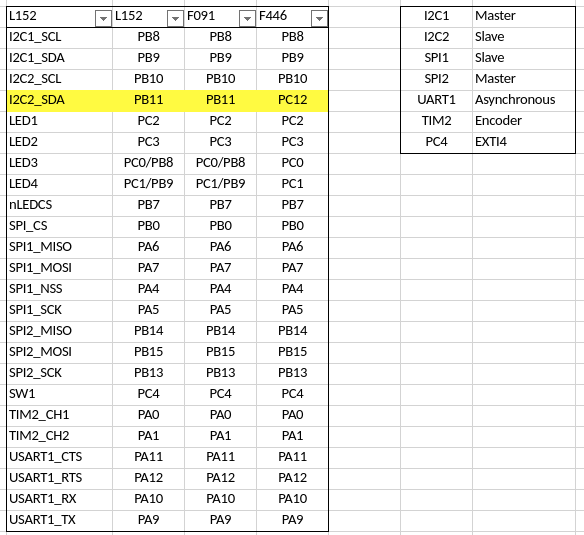 L152 L152 F091 F446 I2C1 Master
I2C1_SCL PB8 PB8 PB8 I2C2 Slave
I2C1_SDA PB9 PB9 PB9 SPI1 Slave
I2C2_SCL PB10 PB10 PB10 SPI2 Master
I2C2_SDA PB11 PB11 PC12 UART1 Asynchronous
LED1 PC2 PC2 PC2 TIM2 Encoder
LED2 PC3 PC3 PC3 PC4 EXTI4
LED3 PC0/PB8 PC0/PB8 PC0
LED4 PC1/PB9 PC1/PB9 PC1
nLEDCS PB7 PB7 PB7
SPI_CS PB0 PB0 PB0
SPI1_MISO PA6 PA6 PA6
SPI1_MOSI PA7 PA7 PA7
SPI1_NSS PA4 PA4 PA4
SPI1_SCK PA5 PA5 PA5
SPI2_MISO PB14 PB14 PB14
SPI2_MOSI PB15 PB15 PB15
SPI2_SCK PB13 PB13 PB13
SW1 PC4 PC4 PC4
TIM2_CH1 PA0 PA0 PA0
TIM2_CH2 PA1 PA1 PA1
USART1_CTS PA11 PA11 PA11
USART1_RTS PA12 PA12 PA12
USART1_RX PA10 PA10 PA10
USART1_TX PA9 PA9 PA9